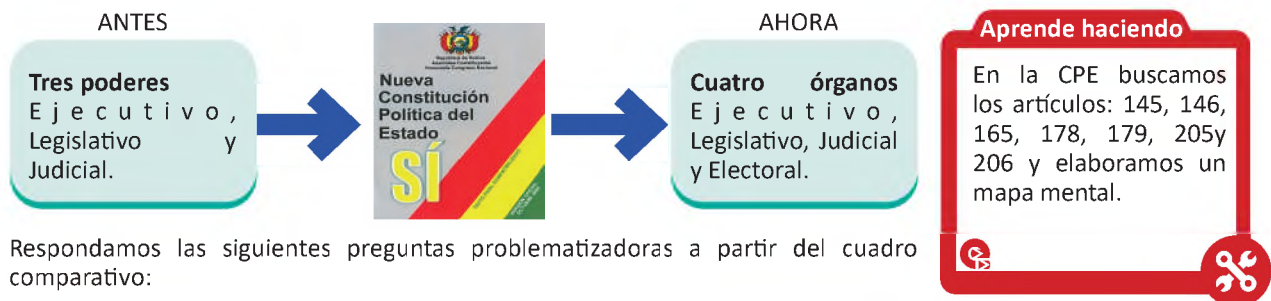 ANTES
Tres poderes
Ejecutivo,
Legislativo y
Judicial.
Nueva
Constitución
Política del
Estado
SÍ
AHORA
Cuatro órganos
Ejecutivo,
Legislativo, Judicial
y Electoral.
Aprende haciendo
En la CPE buscamos
los artículos: 145, 146,
165, 178, 179, 205y
206 y elaboramos un
mapa mental.
Respondamos las siguientes preguntas problematizadoras a partir del cuadro
comparativo: